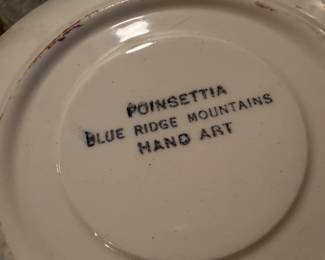 POINSETTIA
BLUE RIDGE MOUNTAINS
HAND ART